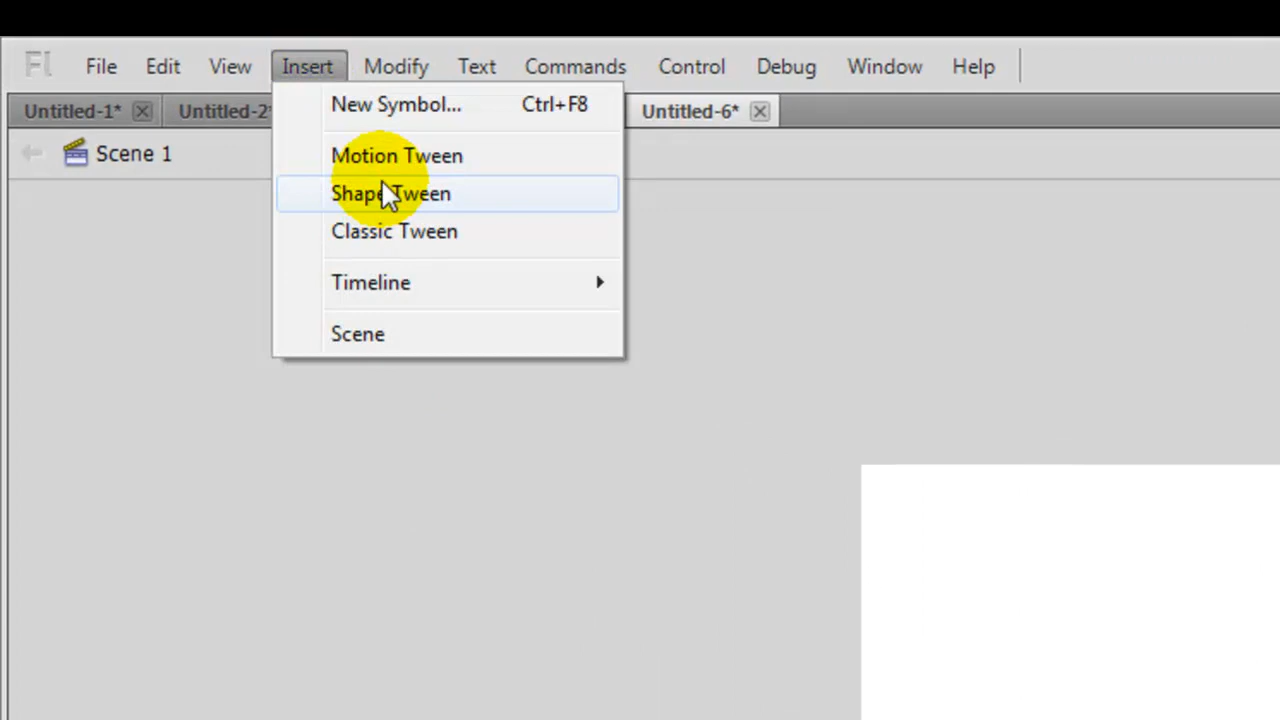 Fl File Edit View Insert Modify Text Commands Control Debug Window Help
Untitled-1* Untitled-2* Untitled-6*
Scene 1
New Symbol... Ctrl+F8
Motion Tween
Shape Tween
Classic Tween
Timeline
Scene